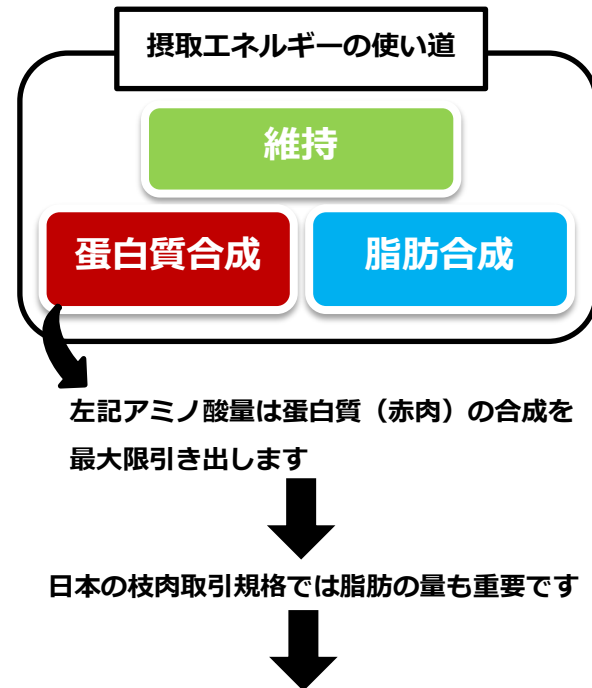 摂取エネルギーの使い道
維持
蛋白質合成
脂肪合成
左記アミノ酸量は蛋白質（赤肉）の合成を
最大限引き出します
日本の枝肉取引規格では脂肪の量も重要です